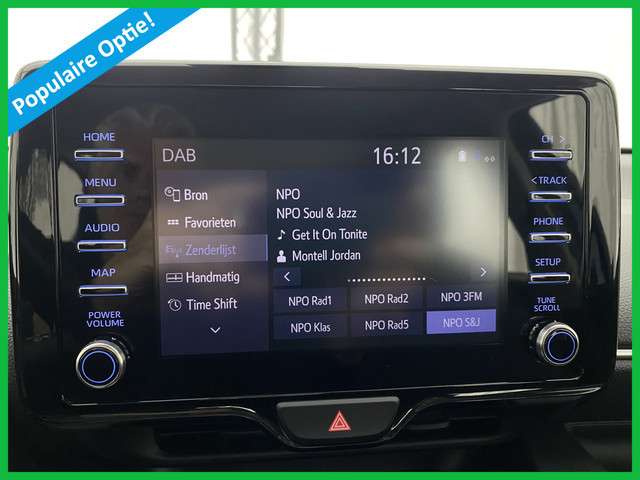 Populaire Optie!
HOME
MENU
AUDIO
MAP
POWER
VOLUME
DAB
16:12
Bron
Favorieten
Zenderlijst
Handmatig
Time Shift
NPO
NPO Soul & Jazz
Get It On Tonite
Montell Jordan
NPO Rad1 NPO Rad2 NPO 3FM
NPO Klas NPO Rad5 NPO S&J
CH >
< TRACK
PHONE
SETUP
TUNE
SCROLL